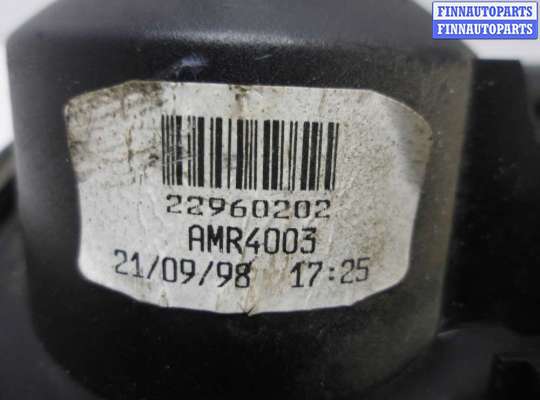 FINNAUTOPARTS
FINNAUTOPARTS
22960202
AMR4003
21/09/98 17:25